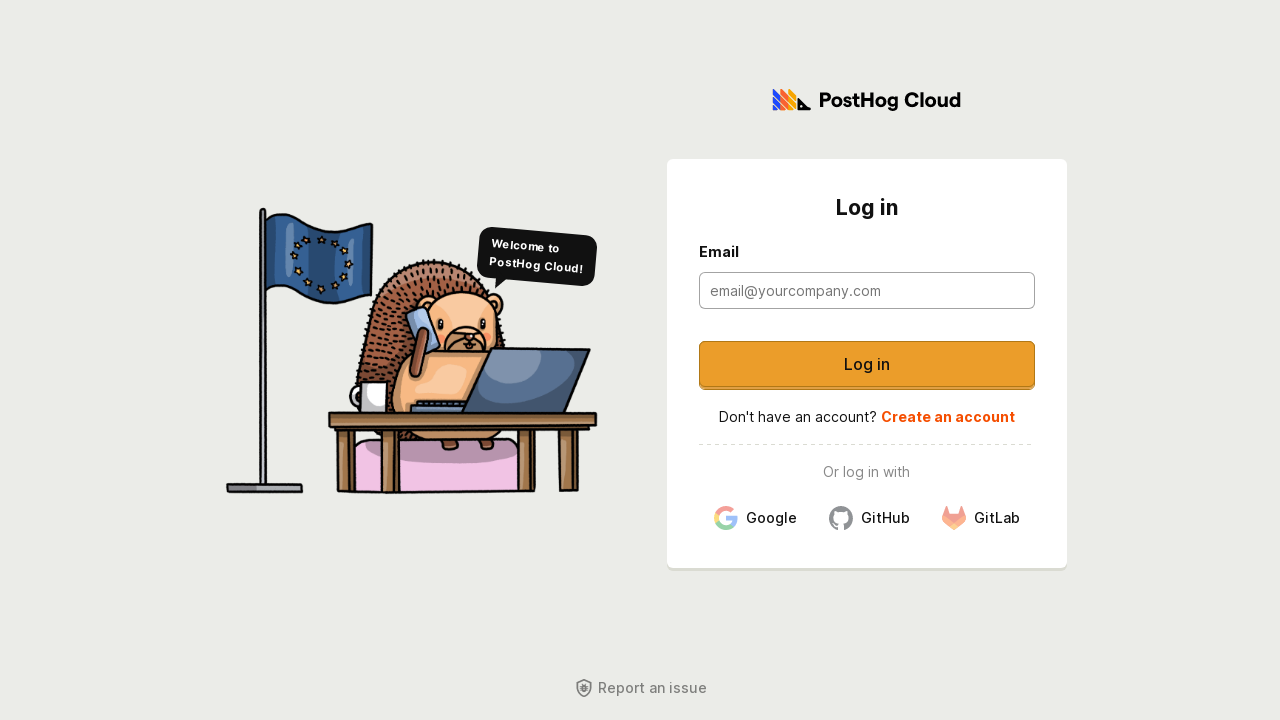 PostHog Cloud
Welcome to
PostHog Cloud!
Log in
Email
email@yourcompany.com
Log in
Don't have an account? Create an account
Or log in with
Google GitHub GitLab
Report an issue